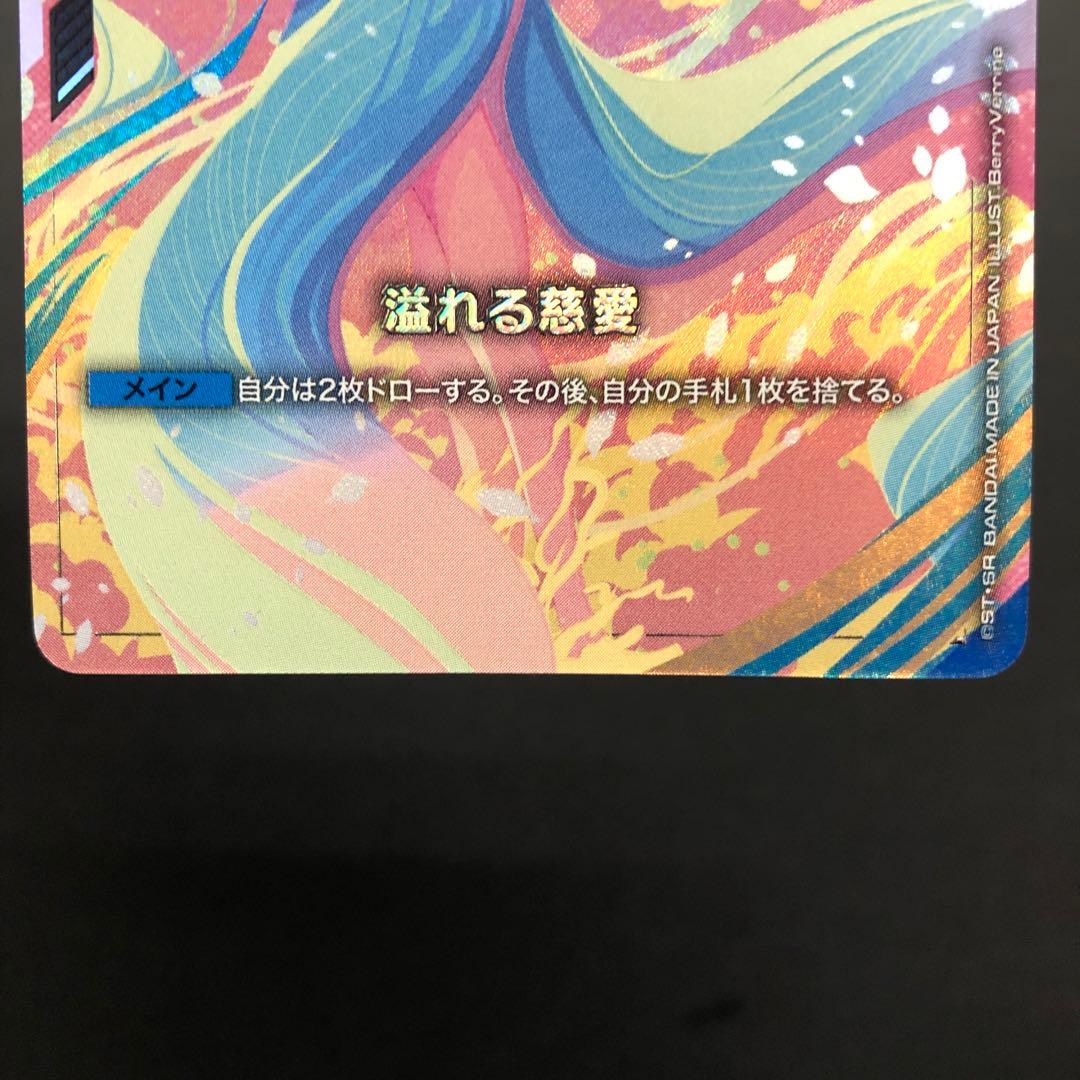 溢れる慈愛
メイン 自分は2枚ドローする。その後、自分の手札1枚を捨てる。
©ST•SR BANDAI MADE IN JAPAN ILLUST.BerryVerrine